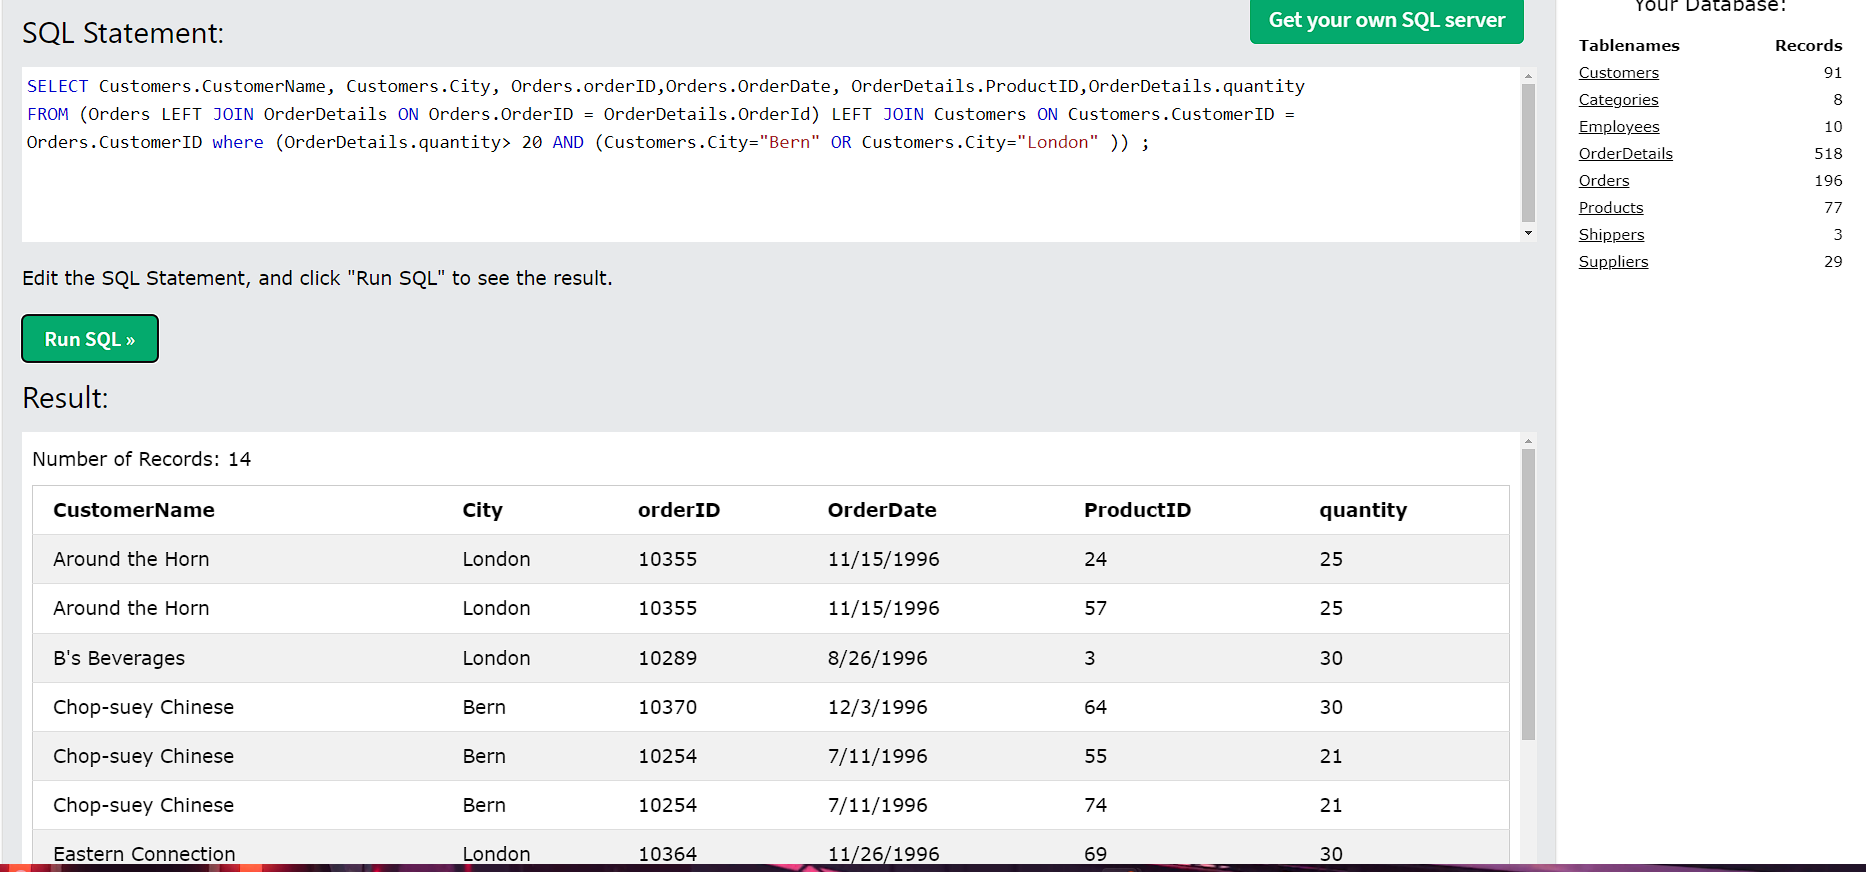 SQL Statement:
Get your own SQL server
SELECT Customers.CustomerName, Customers.City, Orders.orderID,Orders.OrderDate, OrderDetails.ProductID,OrderDetails.quantity
FROM (Orders LEFT JOIN OrderDetails ON Orders.OrderID = OrderDetails.OrderId) LEFT JOIN Customers ON Customers.CustomerID =
Orders.CustomerID where (OrderDetails.quantity> 20 AND (Customers.City="Bern" OR Customers.City="London" )) ;
Edit the SQL Statement, and click "Run SQL" to see the result.
Run SQL »
Result:
Number of Records: 14
CustomerName City orderID OrderDate ProductID quantity
Around the Horn London 10355 11/15/1996 24 25
Around the Horn London 10355 11/15/1996 57 25
B's Beverages London 10289 8/26/1996 3 30
Chop-suey Chinese Bern 10370 12/3/1996 64 30
Chop-suey Chinese Bern 10254 7/11/1996 55 21
Chop-suey Chinese Bern 10254 7/11/1996 74 21
Eastern Connection London 10364 11/26/1996 69 30
Your Database:
Tablenames Records
Customers 91
Categories 8
Employees 10
OrderDetails 518
Orders 196
Products 77
Shippers 3
Suppliers 29